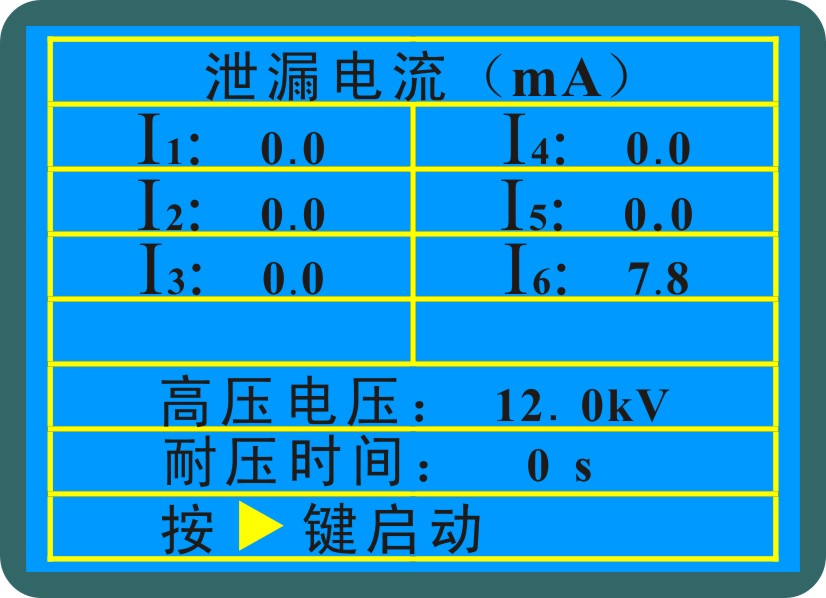 泄漏电流（mA）
I1: 0.0 I4: 0.0
I2: 0.0 I5: 0.0
I3: 0.0 I6: 7.8
高压电压： 12. 0kV
耐压时间： 0 s
按 ▶ 键启动